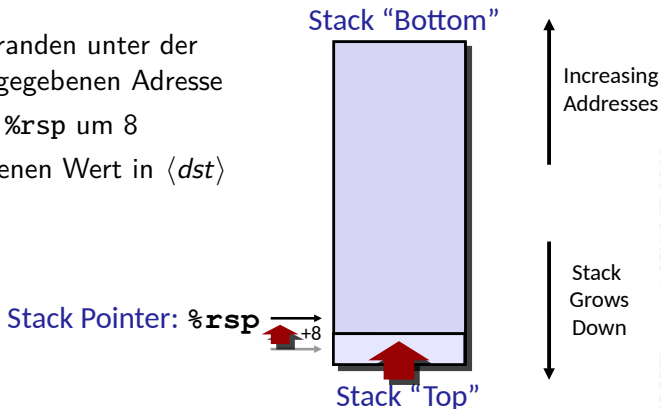 Stack “Bottom”
randen unter der
gegebenen Adresse
%rsp um 8
enen Wert in ⟨dst⟩
Increasing
Addresses
Stack
Grows
Down
Stack Pointer: %rsp
+8
Stack “Top”